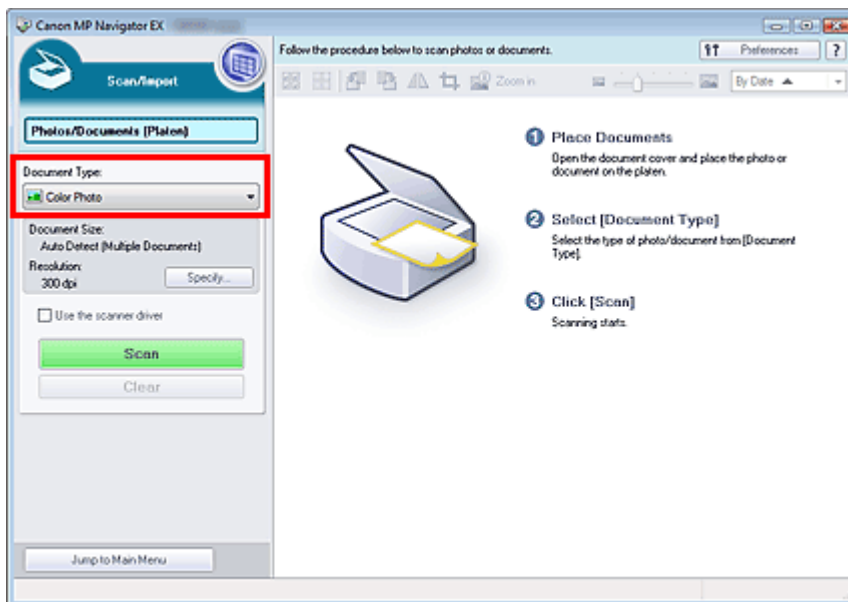 Canon MP Navigator EX
Scan/Import
Follow the procedure below to scan photos or documents.
Preferences
?
Zoom in
By Date
Photos/Documents (Platen)
Document Type:
Color Photo
Document Size:
Auto Detect (Multiple Documents)
Resolution:
300 dpi
Specify...
Use the scanner driver
Scan
Clear
Jump to Main Menu
1 Place Documents
Open the document cover and place the photo or
document on the platen.
2 Select [Document Type]
Select the type of photo/document from [Document
Type].
3 Click [Scan]
Scanning starts.